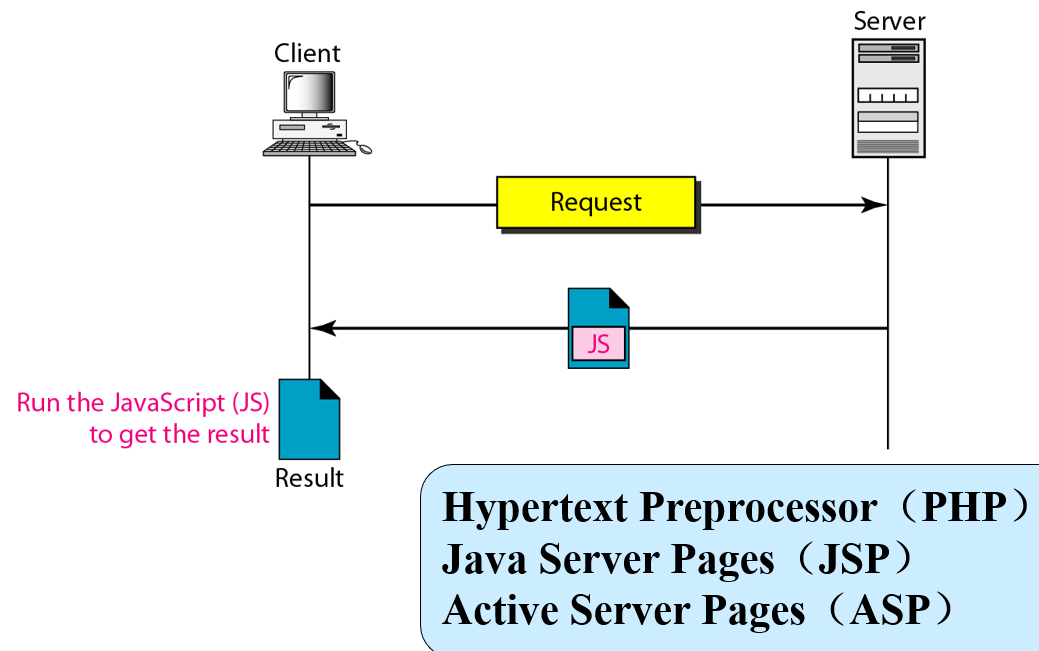 Server
Client
Request
JS
Run the JavaScript (JS)
to get the result
Result
Hypertext Preprocessor（PHP）
Java Server Pages（JSP）
Active Server Pages（ASP）